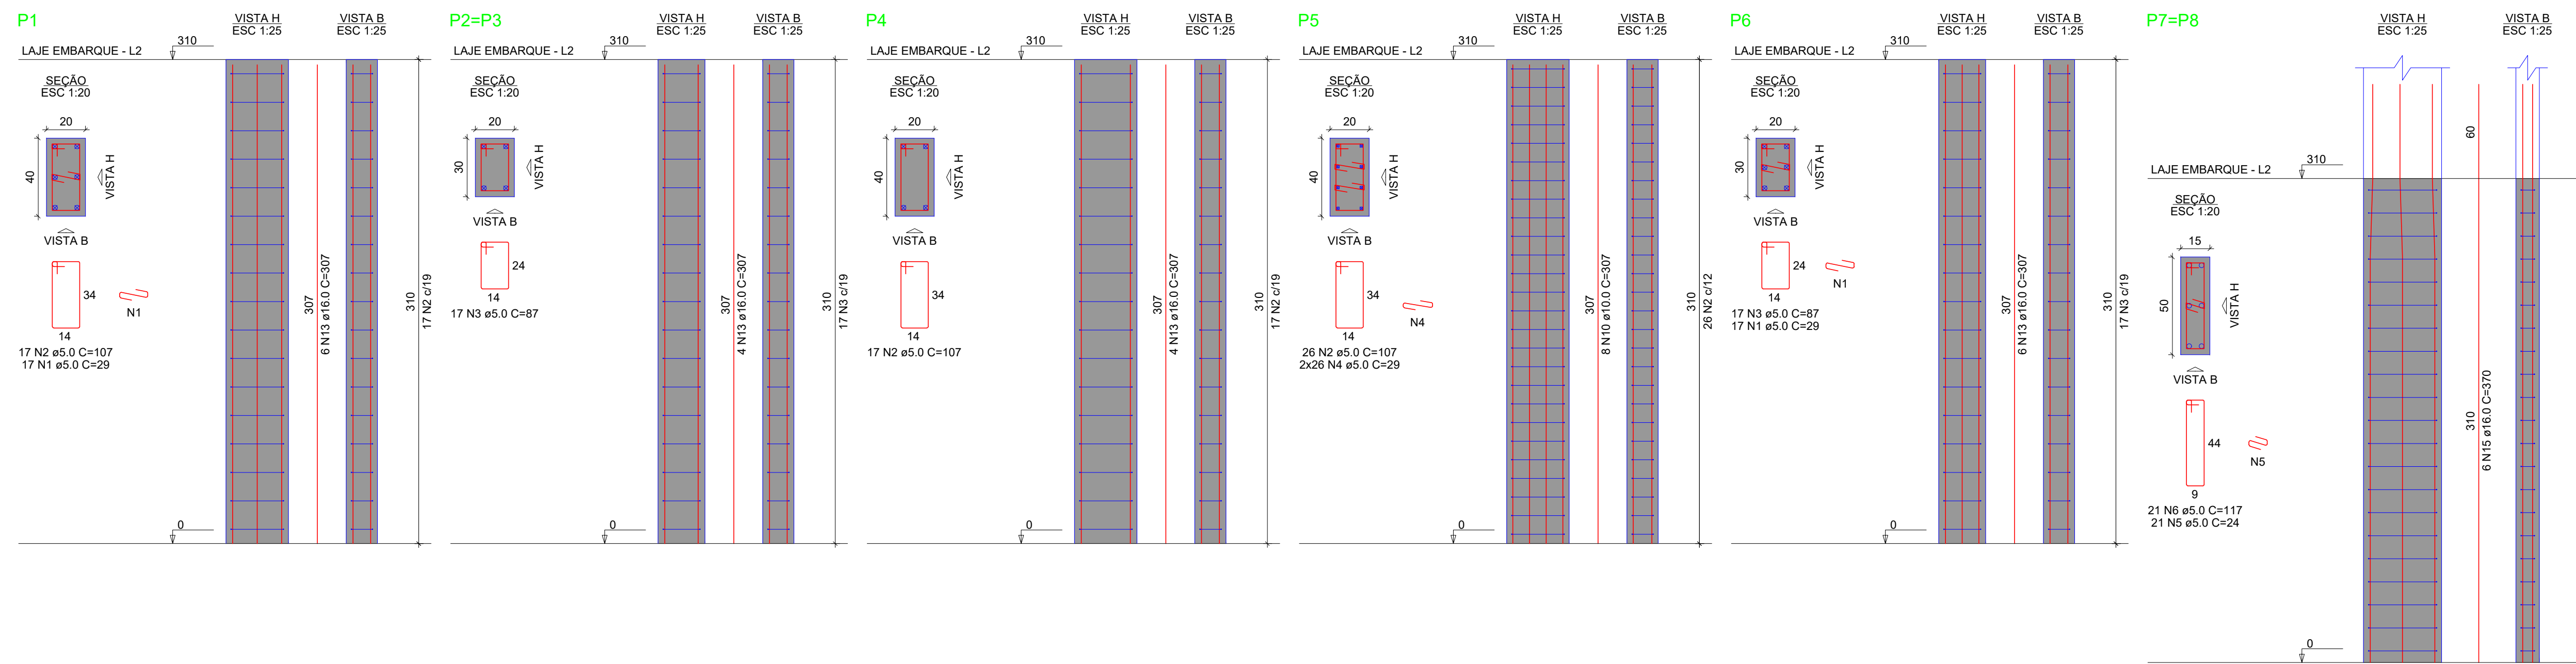 P1
VISTA H
ESC 1:25
VISTA B
ESC 1:25
310
LAJE EMBARQUE - L2
SEÇÃO
ESC 1:20
20
40
VISTA H
VISTA B
34
14
N1
17 N2 ø5.0 C=107
17 N1 ø5.0 C=29
307
6 N13 ø16.0 C=307
310
17 N2 c/19
0
P2=P3
VISTA H
ESC 1:25
VISTA B
ESC 1:25
310
LAJE EMBARQUE - L2
SEÇÃO
ESC 1:20
20
30
VISTA H
VISTA B
24
14
17 N3 ø5.0 C=87
307
4 N13 ø16.0 C=307
310
17 N3 c/19
0
P4
VISTA H
ESC 1:25
VISTA B
ESC 1:25
310
LAJE EMBARQUE - L2
SEÇÃO
ESC 1:20
20
40
VISTA H
VISTA B
34
14
17 N2 ø5.0 C=107
307
4 N13 ø16.0 C=307
310
17 N2 c/19
0
P5
VISTA H
ESC 1:25
VISTA B
ESC 1:25
310
LAJE EMBARQUE - L2
SEÇÃO
ESC 1:20
20
40
VISTA H
VISTA B
34
14
N4
26 N2 ø5.0 C=107
2x26 N4 ø5.0 C=29
307
8 N10 ø10.0 C=307
310
26 N2 c/12
0
P6
VISTA H
ESC 1:25
VISTA B
ESC 1:25
310
LAJE EMBARQUE - L2
SEÇÃO
ESC 1:20
20
30
VISTA H
VISTA B
24
14
N1
17 N3 ø5.0 C=87
17 N1 ø5.0 C=29
307
6 N13 ø16.0 C=307
310
17 N3 c/19
0
P7=P8
VISTA H
ESC 1:25
VISTA B
ESC 1:25
60
310
LAJE EMBARQUE - L2
SEÇÃO
ESC 1:20
15
50
VISTA H
VISTA B
44
9
N5
21 N6 ø5.0 C=117
21 N5 ø5.0 C=24
310
6 N15 ø16.0 C=370
0